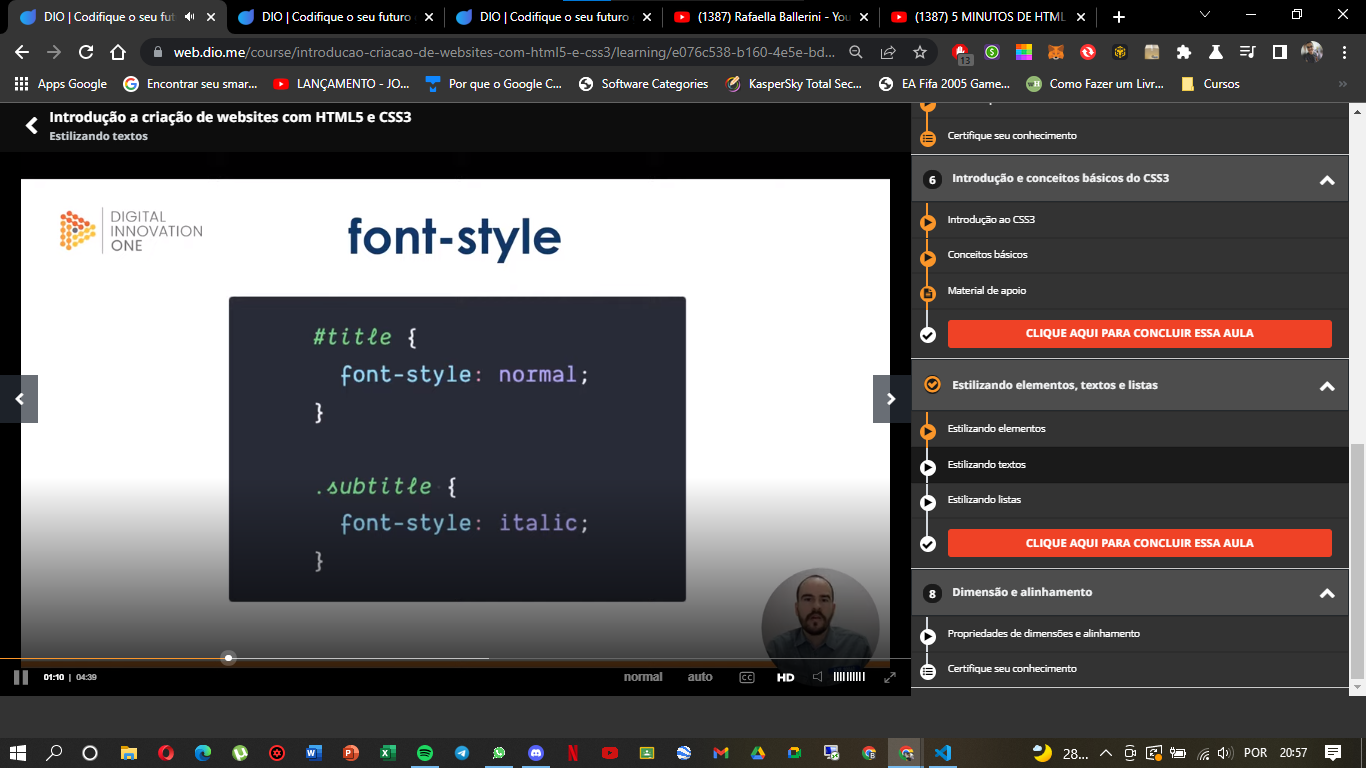 DIO | Codifique o seu fut
DIO | Codifique o seu futuro
DIO | Codifique o seu futuro
(1387) Rafaella Ballerini - You
(1387) 5 MINUTOS DE HTML
web.dio.me/course/introducao-criacao-de-websites-com-html5-e-css3/learning/e076c538-b160-4e5e-bd...
13
Apps Google
Encontrar seu smar...
LANÇAMENTO - JO...
Por que o Google C...
Software Categories
KasperSky Total Sec...
EA Fifa 2005 Game...
Como Fazer um Livr...
Cursos
»
Introdução a criação de websites com HTML5 e CSS3
Estilizando textos
DIGITAL
INNOVATION
ONE
font-style
#title {
font-style: normal;
}
.subtitle {
font-style: italic;
}
01:10 | 04:39
normal
auto
CC
HD
Certifique seu conhecimento
6 Introdução e conceitos básicos do CSS3
Introdução ao CSS3
Conceitos básicos
Material de apoio
CLIQUE AQUI PARA CONCLUIR ESSA AULA
Estilizando elementos, textos e listas
Estilizando elementos
Estilizando textos
Estilizando listas
CLIQUE AQUI PARA CONCLUIR ESSA AULA
8 Dimensão e alinhamento
Propriedades de dimensões e alinhamento
Certifique seu conhecimento
28...
POR
20:57